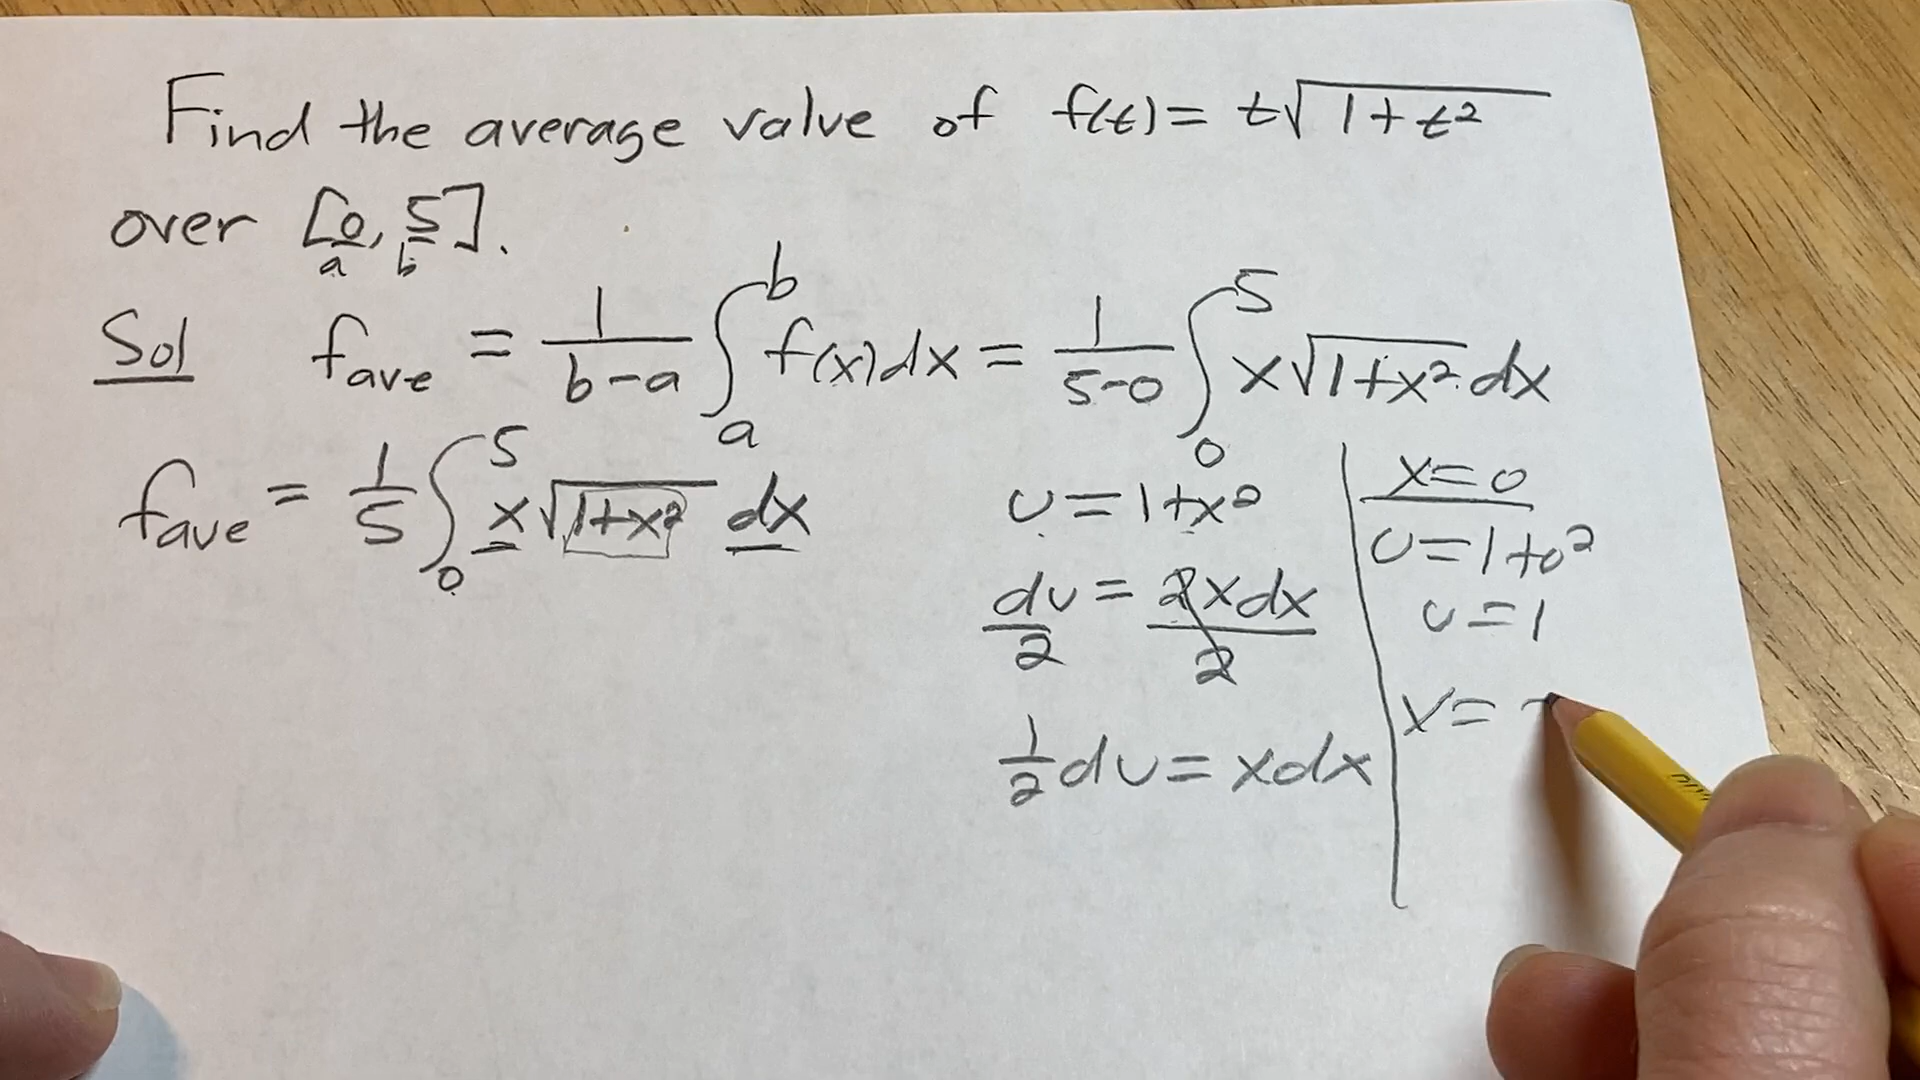 Find the average value of f(t) = t√(1+t²)
over [0, 5].
a b
Sol f_ave = 1/(b-a) ∫_a^b f(x)dx = 1/(5-0) ∫_0^5 x√(1+x²) dx
f_ave = 1/5 ∫_0^5 x√(1+x²) dx
u = 1+x⁰
du/2 = 2xdx/2
1/2 du = xdx
x = 0
u = 1+0²
u = 1
x =